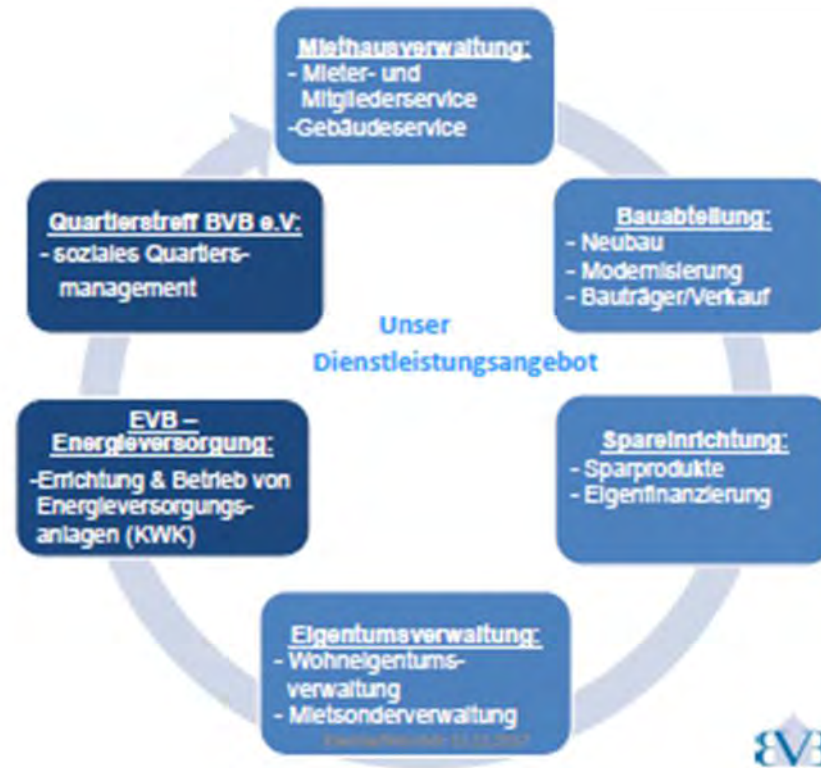 Miethausverwaltung:
- Mieter- und
Mitgliederservice
-Gebäudeservice
Bauabteilung:
- Neubau
- Modernisierung
- Bauträger/Verkauf
Spareinrichtung:
- Sparprodukte
- Eigenfinanzierung
Eigentumsverwaltung:
- Wohneigentums-
verwaltung
- Mietsonderverwaltung
EVB –
Energieversorgung:
-Errichtung & Betrieb von
Energieversorgungs-
anlagen (KWK)
Quartierstreff BVB e.V:
- soziales Quartiers-
management
Unser
Dienstleistungsangebot
BVB